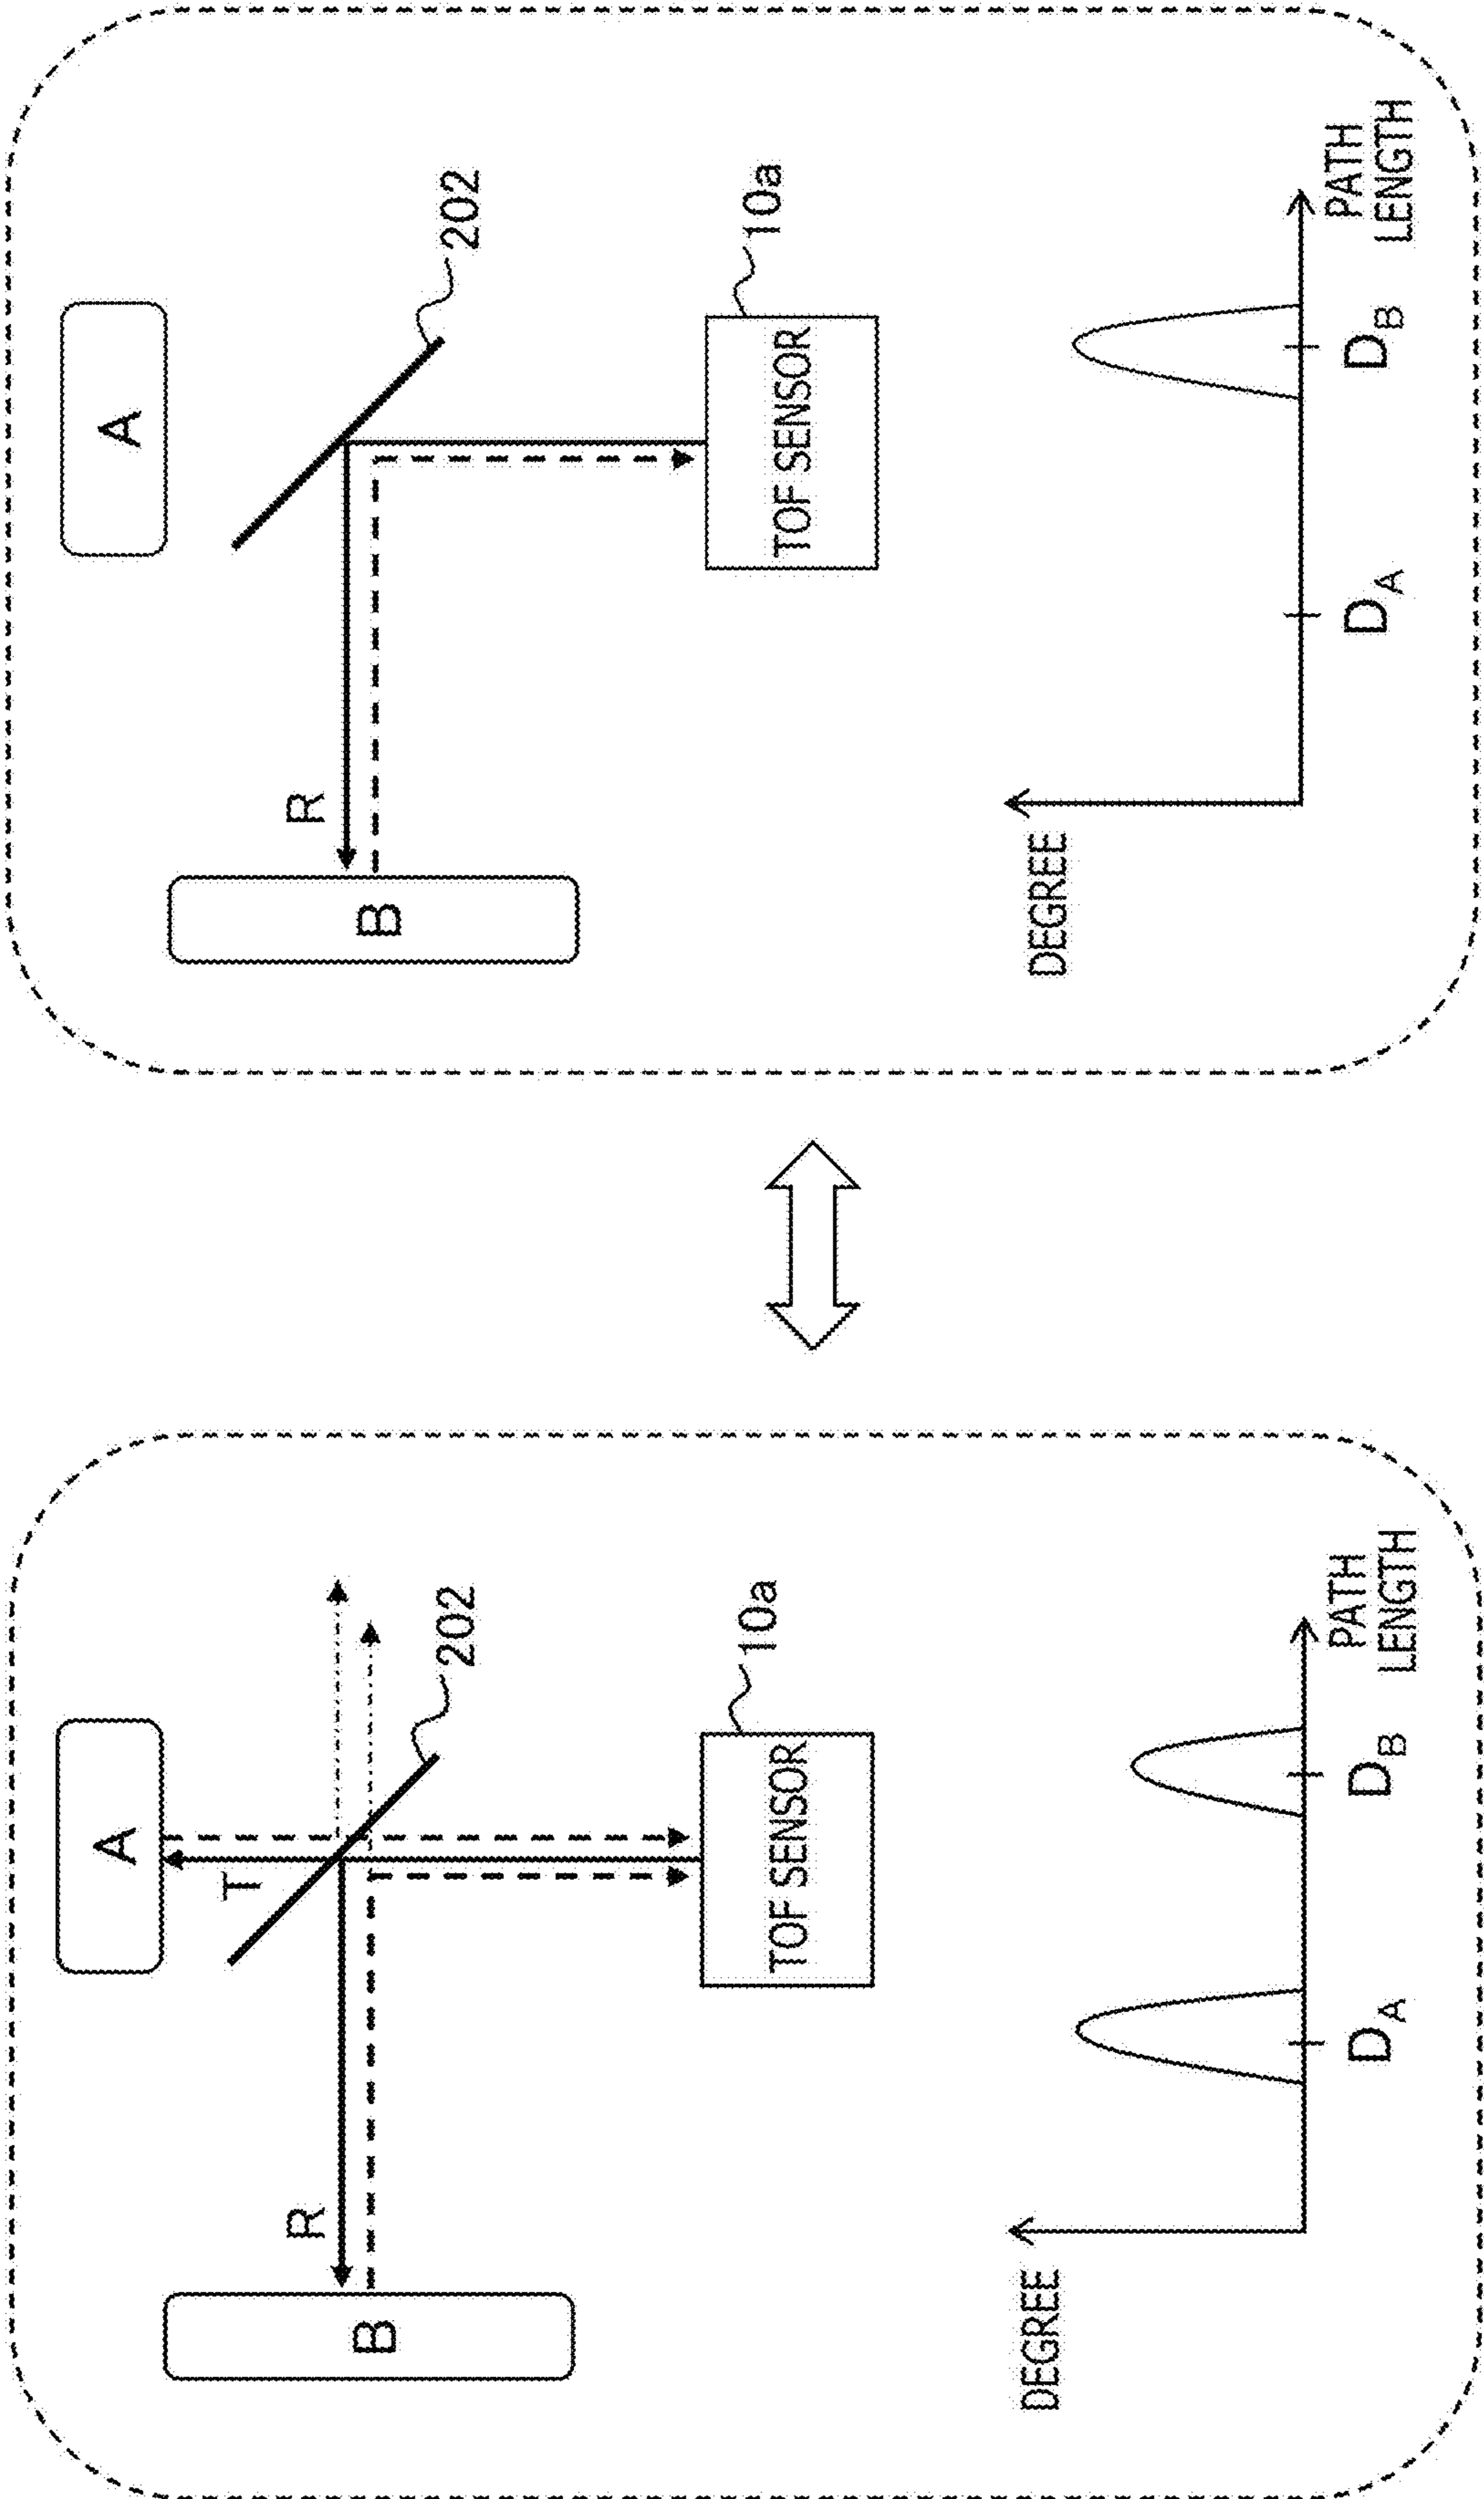 A
T
R
202
B
10a
TOF SENSOR
DEGREE
D_A
D_B
PATH
LENGTH
A
R
202
B
10a
TOF SENSOR
DEGREE
D_A
D_B
PATH
LENGTH